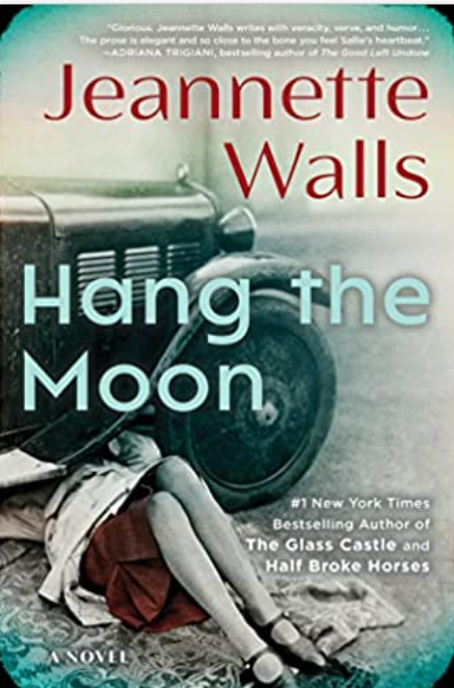 "Glorious, Jeannette Walls writes with veracity, verve, and humor...
The prose is elegant and so close to the bone you feel Sallie's heartbeat."
—ADRIANA TRIGIANI, bestselling author of The Good Left Undone
Jeannette
Walls
Hang the
Moon
#1 New York Times
Bestselling Author of
The Glass Castle and
Half Broke Horses
A NOVEL